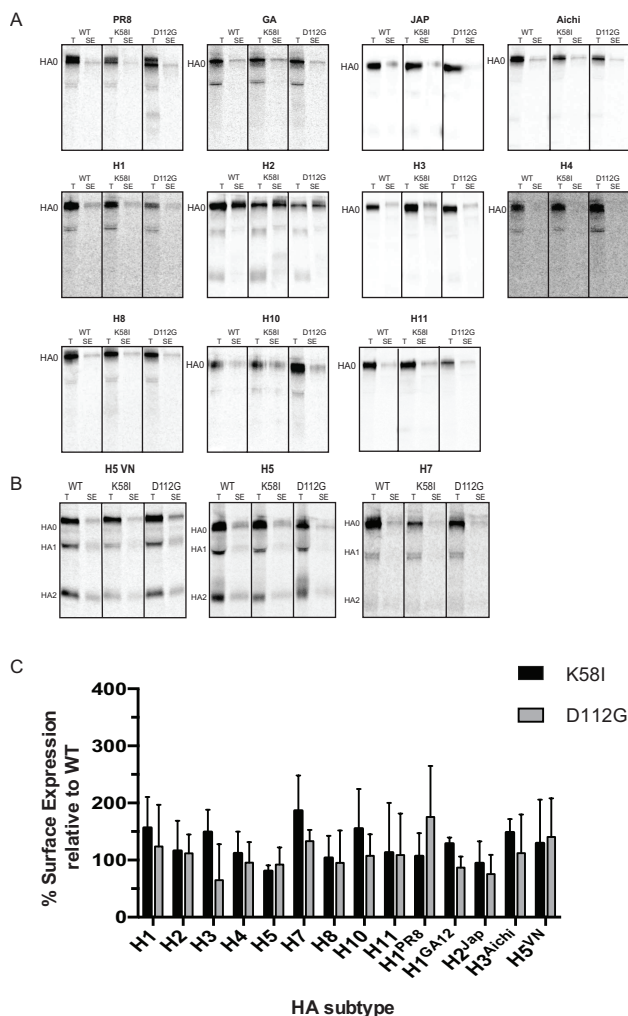 A
PR8 GA JAP Aichi
WT K58I D112G WT K58I D112G WT K58I D112G WT K58I D112G
T SE T SE T SE T SE T SE T SE T SE T SE T SE T SE T SE T SE
HA0 HA0 HA0 HA0
H1 H2 H3 H4
WT K58I D112G WT K58I D112G WT K58I D112G WT K58I D112G
T SE T SE T SE T SE T SE T SE T SE T SE T SE T SE T SE T SE
HA0 HA0 HA0 HA0
H8 H10 H11
WT K58I D112G WT K58I D112G WT K58I D112G
T SE T SE T SE T SE T SE T SE T SE T SE T SE
HA0 HA0 HA0
B
H5 VN H5 H7
WT K58I D112G WT K58I D112G WT K58I D112G
T SE T SE T SE T SE T SE T SE T SE T SE T SE
HA0 HA0 HA0
HA1 HA1 HA1
HA2 HA2 HA2
C
K58I
D112G
% Surface Expression
relative to WT
400
300
200
100
0
H1 H2 H3 H4 H5 H7 H8 H10 H11 H1PR8 H1GA12 H2Jap H3Aichi H5VN
HA subtype